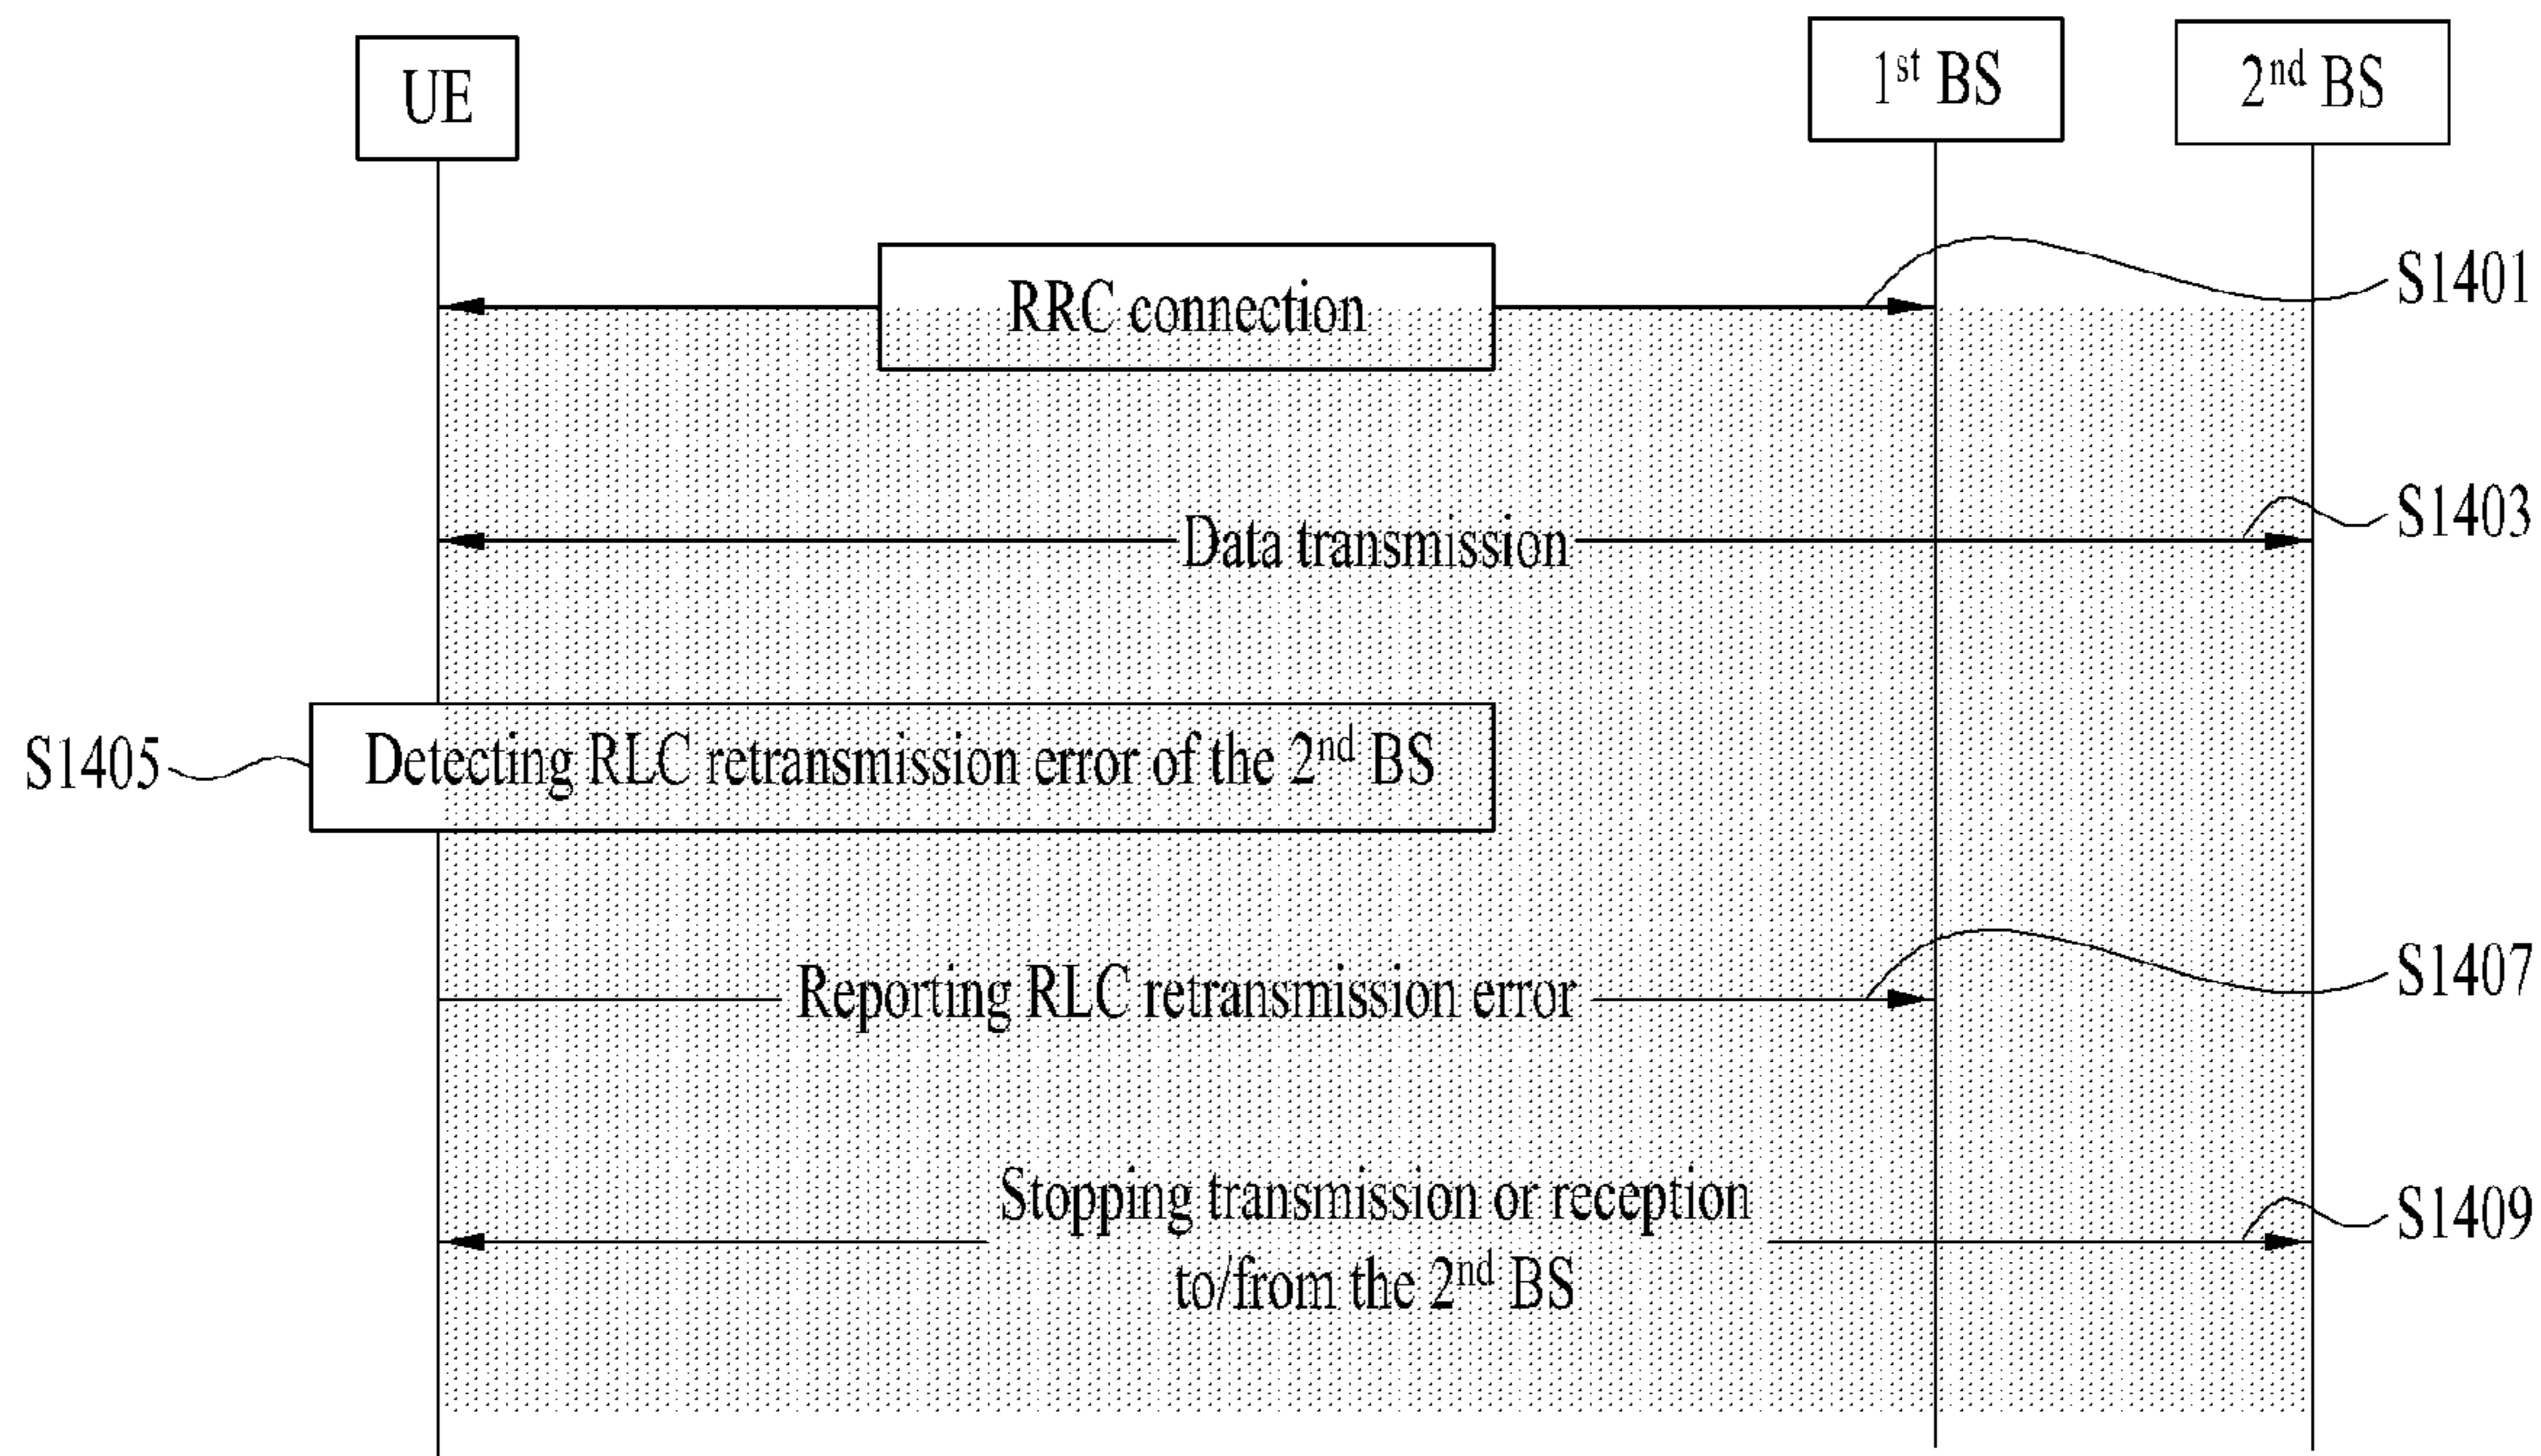 UE
1st BS
2nd BS
RRC connection
S1401
Data transmission
S1403
S1405
Detecting RLC retransmission error of the 2nd BS
Reporting RLC retransmission error
S1407
Stopping transmission or reception
to/from the 2nd BS
S1409